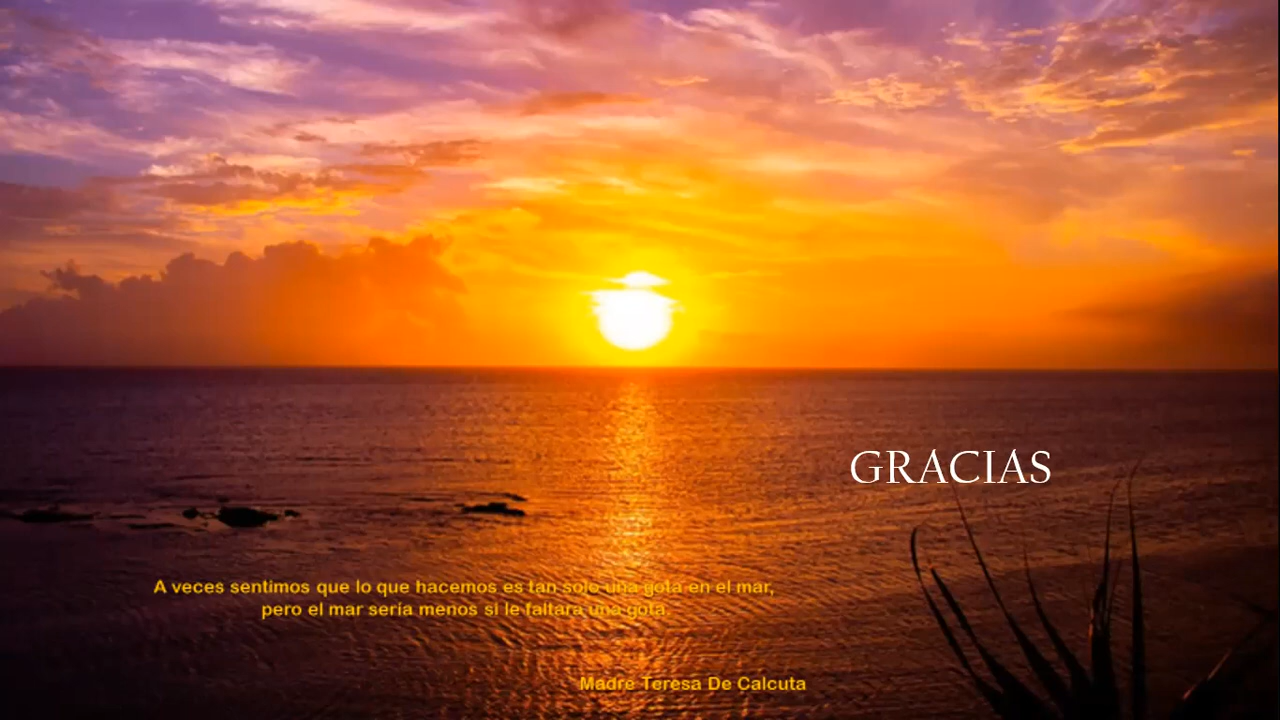 GRACIAS
A veces sentimos que lo que hacemos es tan solo una gota en el mar,
pero el mar sería menos si le faltara una gota.
Madre Teresa De Calcuta